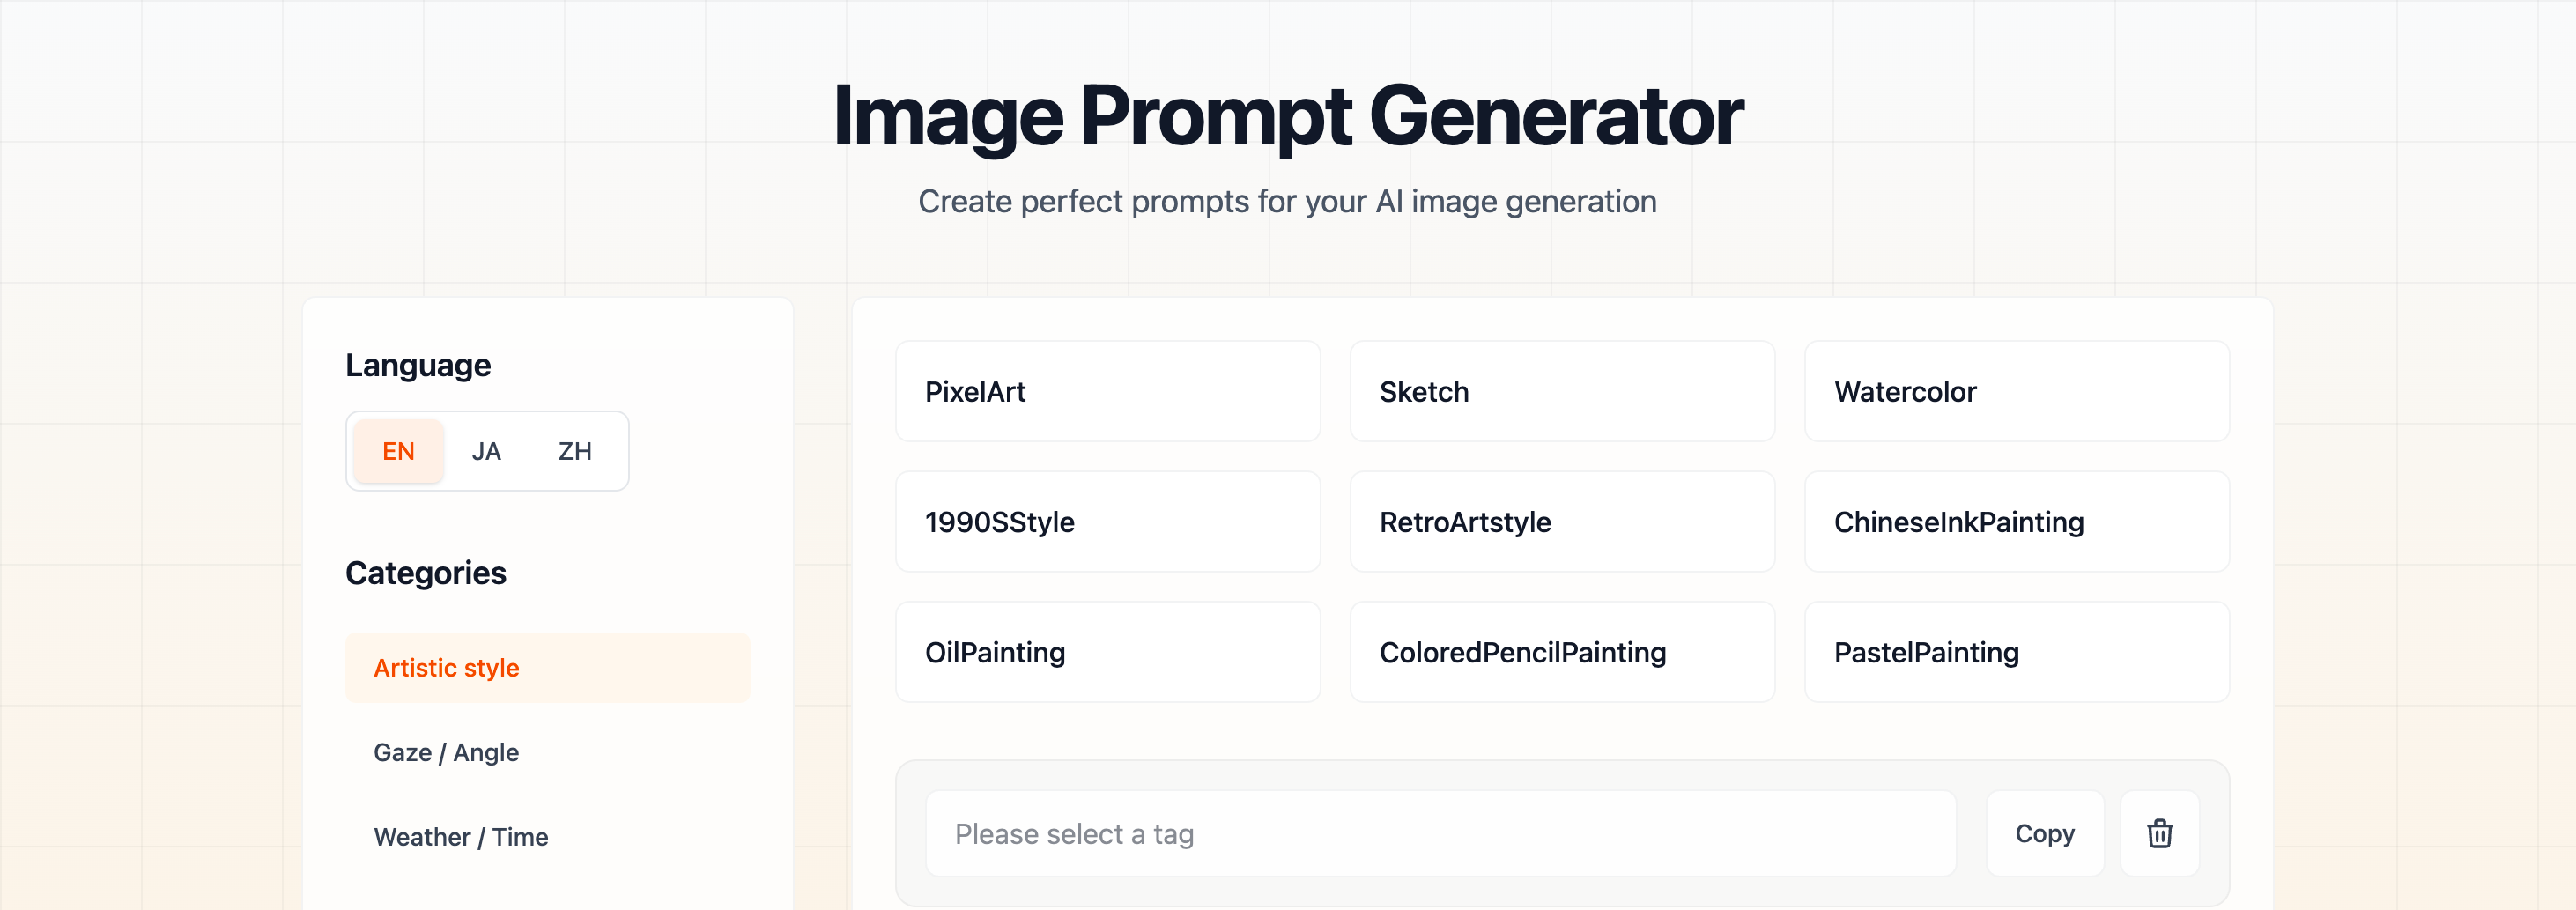 Image Prompt Generator
Create perfect prompts for your AI image generation
Language
EN JA ZH
Categories
Artistic style
Gaze / Angle
Weather / Time
PixelArt Sketch Watercolor
1990SStyle RetroArtstyle ChineseInkPainting
OilPainting ColoredPencilPainting PastelPainting
Please select a tag Copy